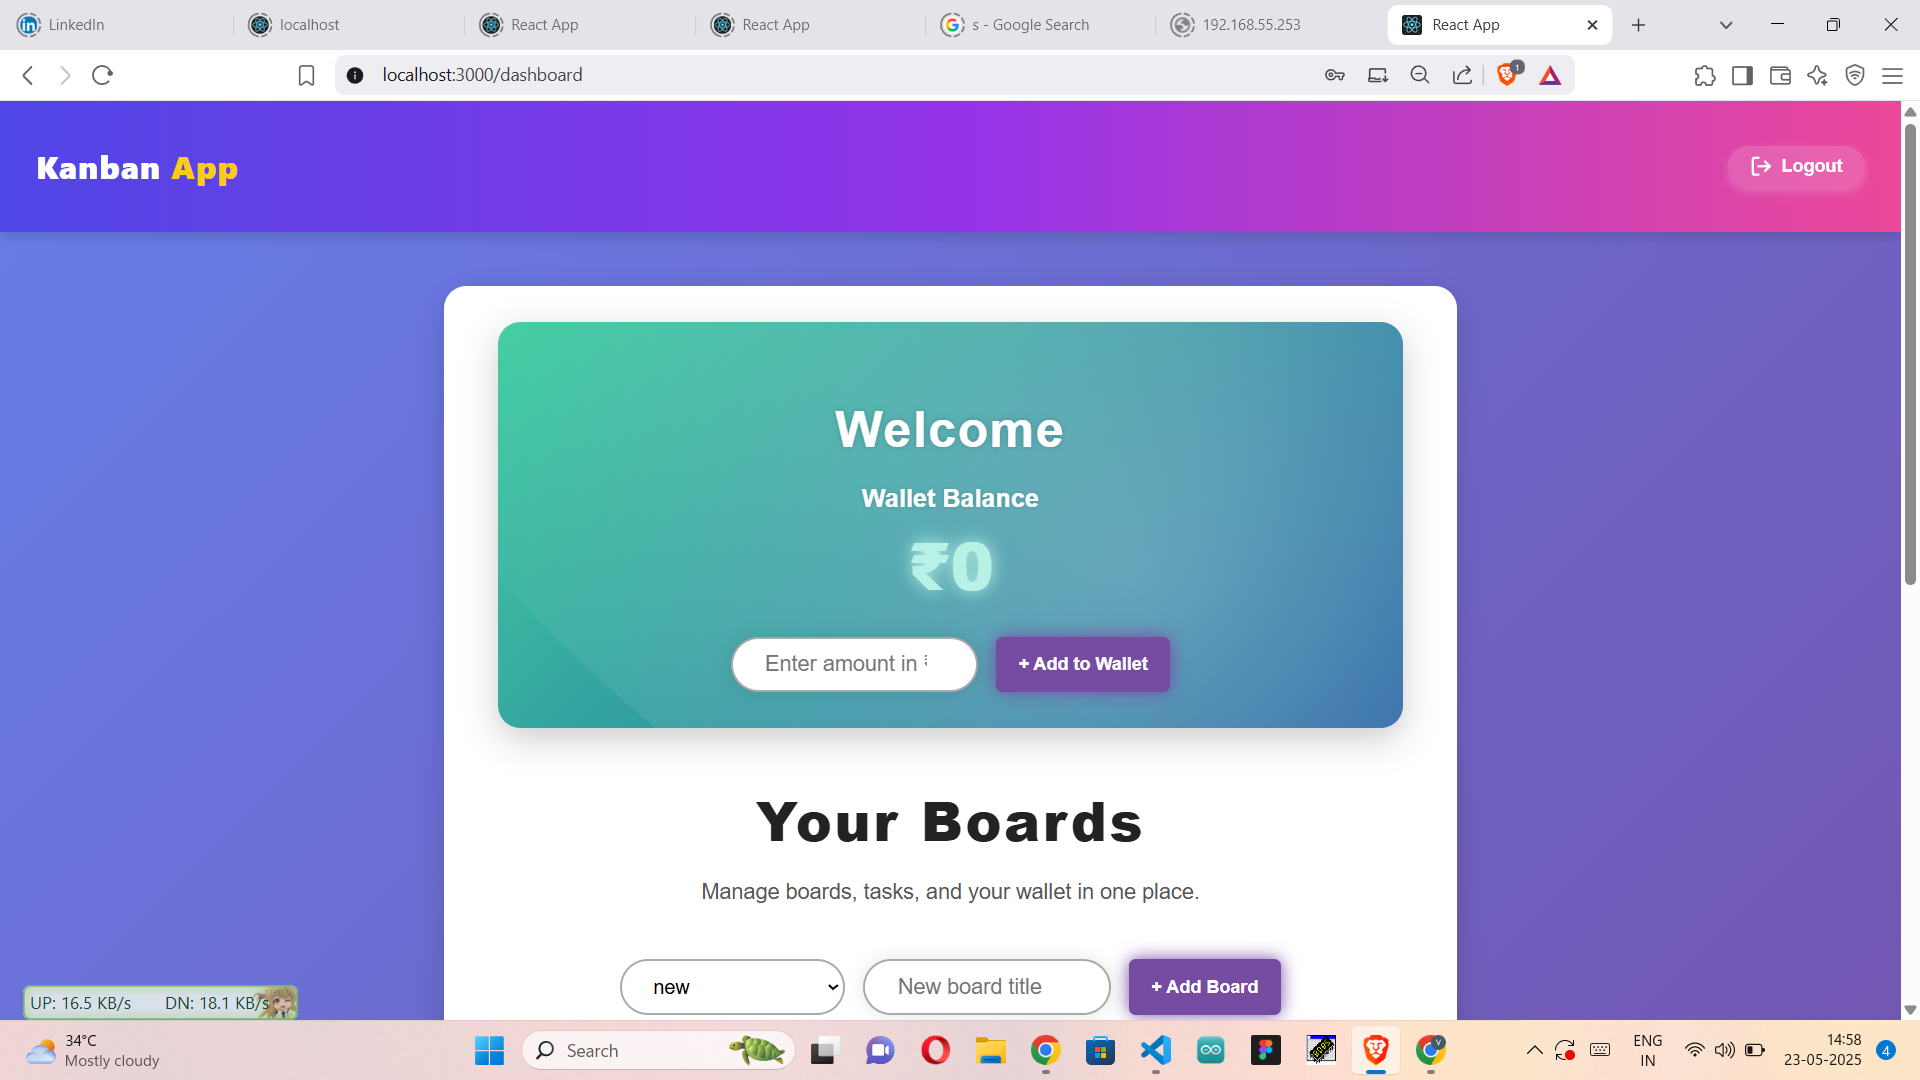 LinkedIn
localhost
React App
React App
s - Google Search
192.168.55.253
React App
localhost:3000/dashboard
1
Kanban App
Logout
Welcome
Wallet Balance
₹0
Enter amount in
+ Add to Wallet
Your Boards
Manage boards, tasks, and your wallet in one place.
new
New board title
+ Add Board
UP: 16.5 KB/s DN: 18.1 KB/s
34°C
Mostly cloudy
Search
ENG
IN
14:58
23-05-2025
4